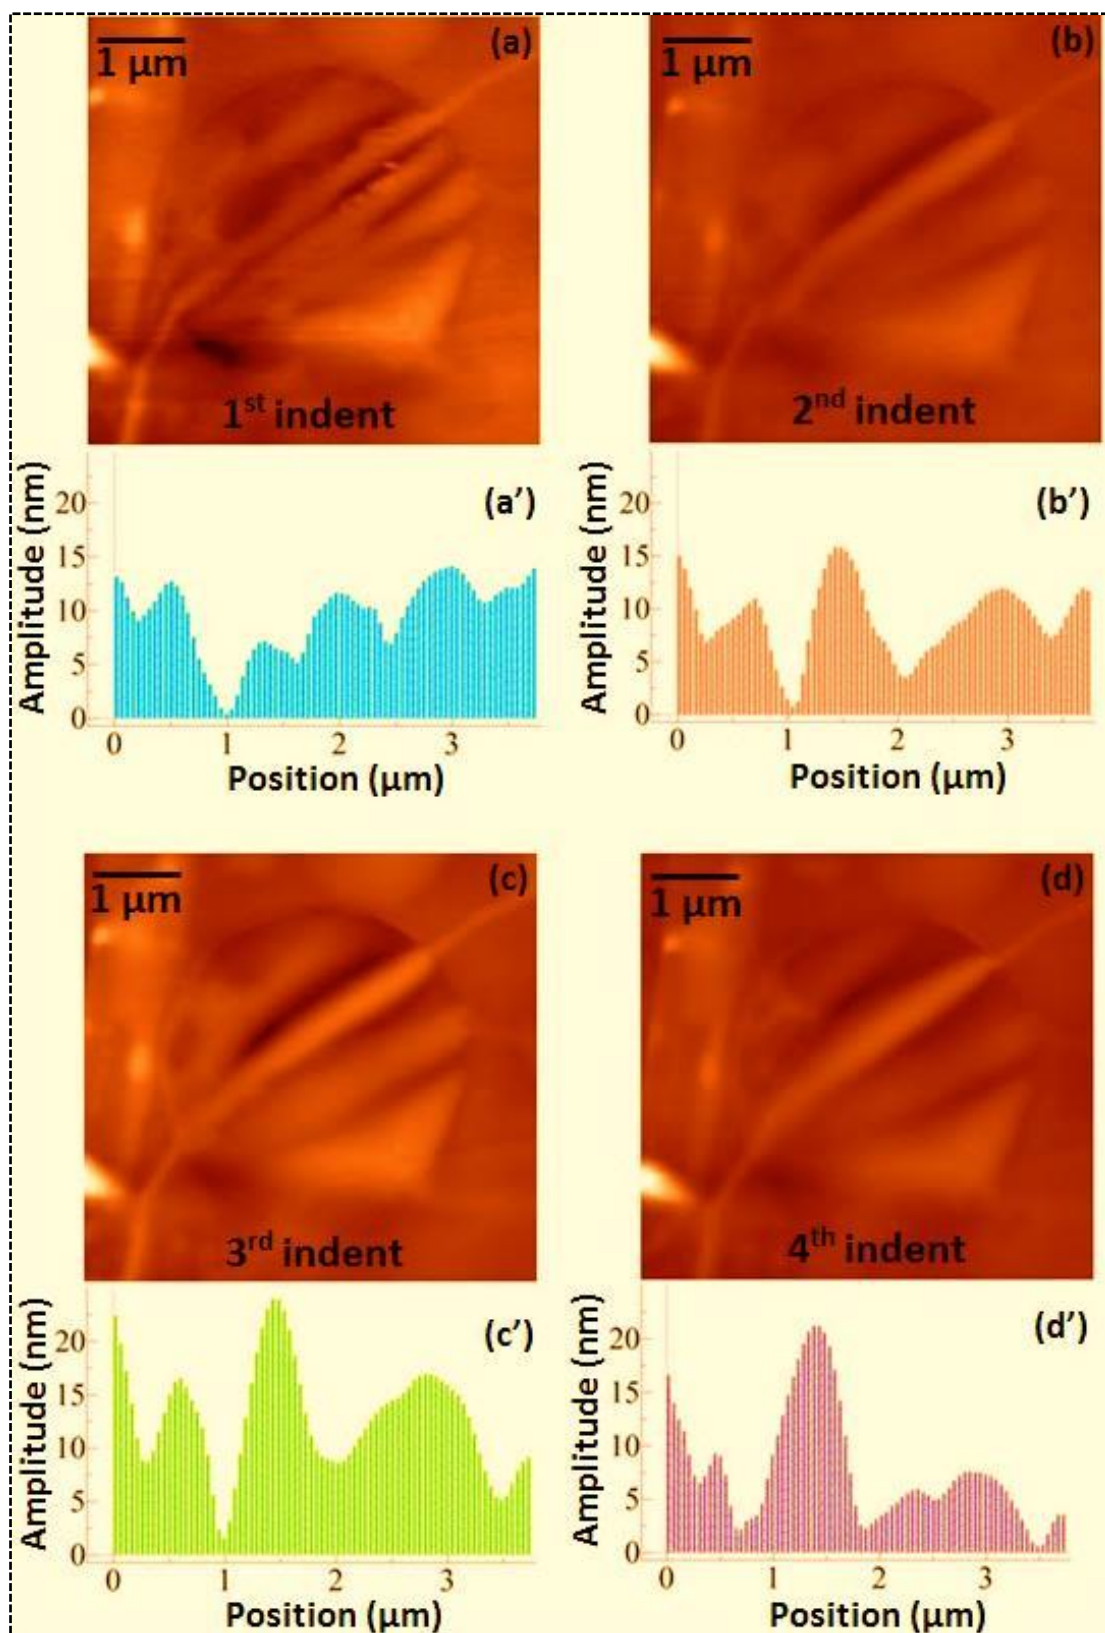 1 μm
(a)
1st indent
1 μm
(b)
2nd indent
Amplitude (nm)
20
15
10
5
0
(a’)
0 1 2 3
Position (μm)
Amplitude (nm)
20
15
10
5
0
(b’)
0 1 2 3
Position (μm)
1 μm
(c)
3rd indent
1 μm
(d)
4th indent
Amplitude (nm)
20
15
10
5
0
(c’)
0 1 2 3
Position (μm)
Amplitude (nm)
20
15
10
5
0
(d’)
0 1 2 3
Position (μm)